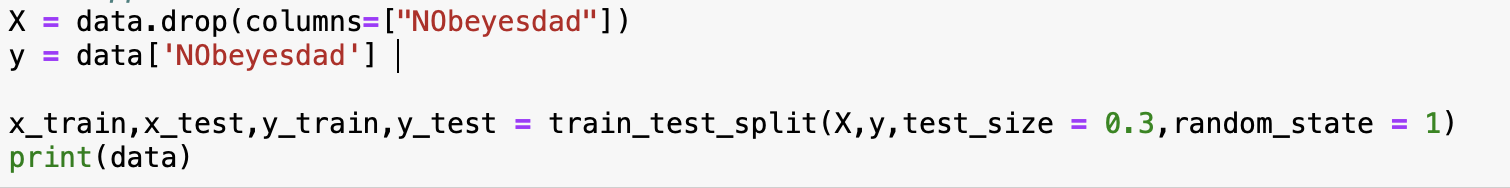 X = data.drop(columns=["NObeyesdad"])
y = data['NObeyesdad']
x_train,x_test,y_train,y_test = train_test_split(X,y,test_size = 0.3,random_state = 1)
print(data)